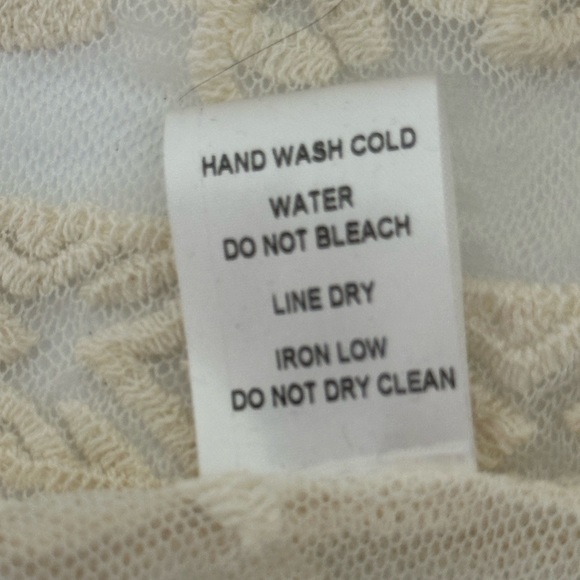 HAND WASH COLD
WATER
DO NOT BLEACH
LINE DRY
IRON LOW
DO NOT DRY CLEAN